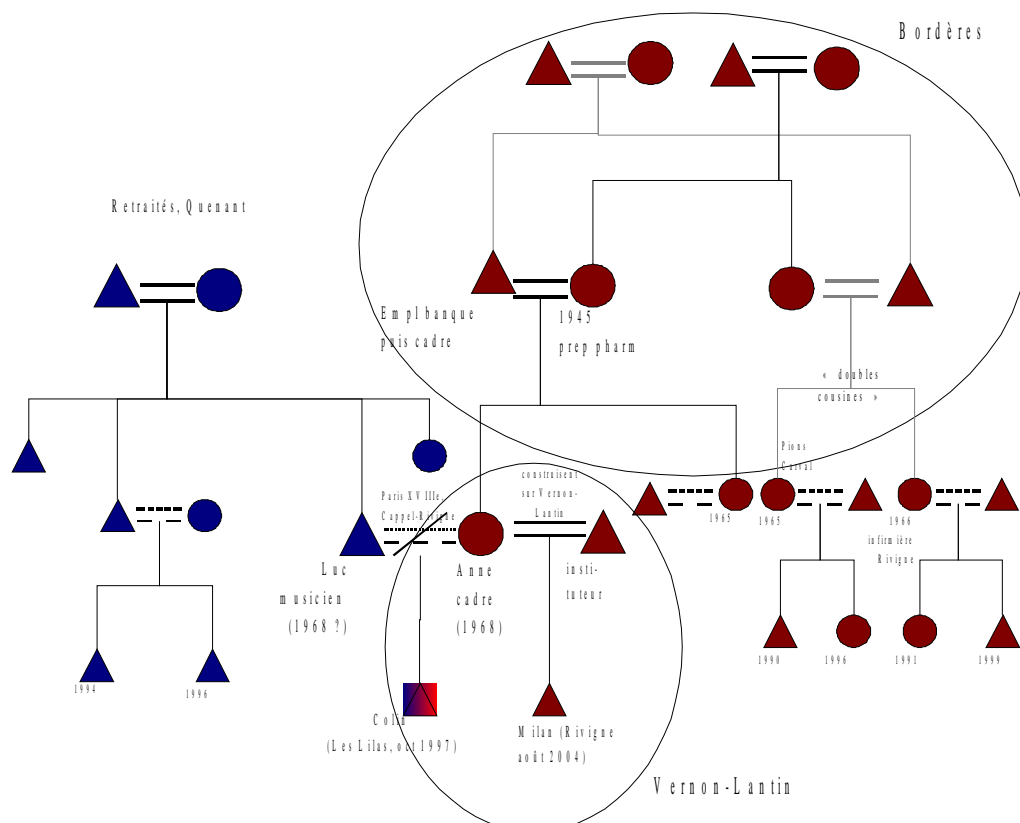 Bordères
Retraités, Quenant
Empl banque
puis cadre
1945
prep pharm
« doubles
cousines »
Pions
construisent
sur Vernon-
Lantin
Paris XVIIIe,
Cappel-Rivigne
1965
1965
1966
infirmière
Rivigne
Luc
musicien
(1968 ?)
Anne
cadre
(1968)
insti-
tuteur
1990
1996
1991
1999
1994
1996
Colin
(Les Lilas, oct 1997)
Milan (Rivigne
août 2004)
Vernon-Lantin